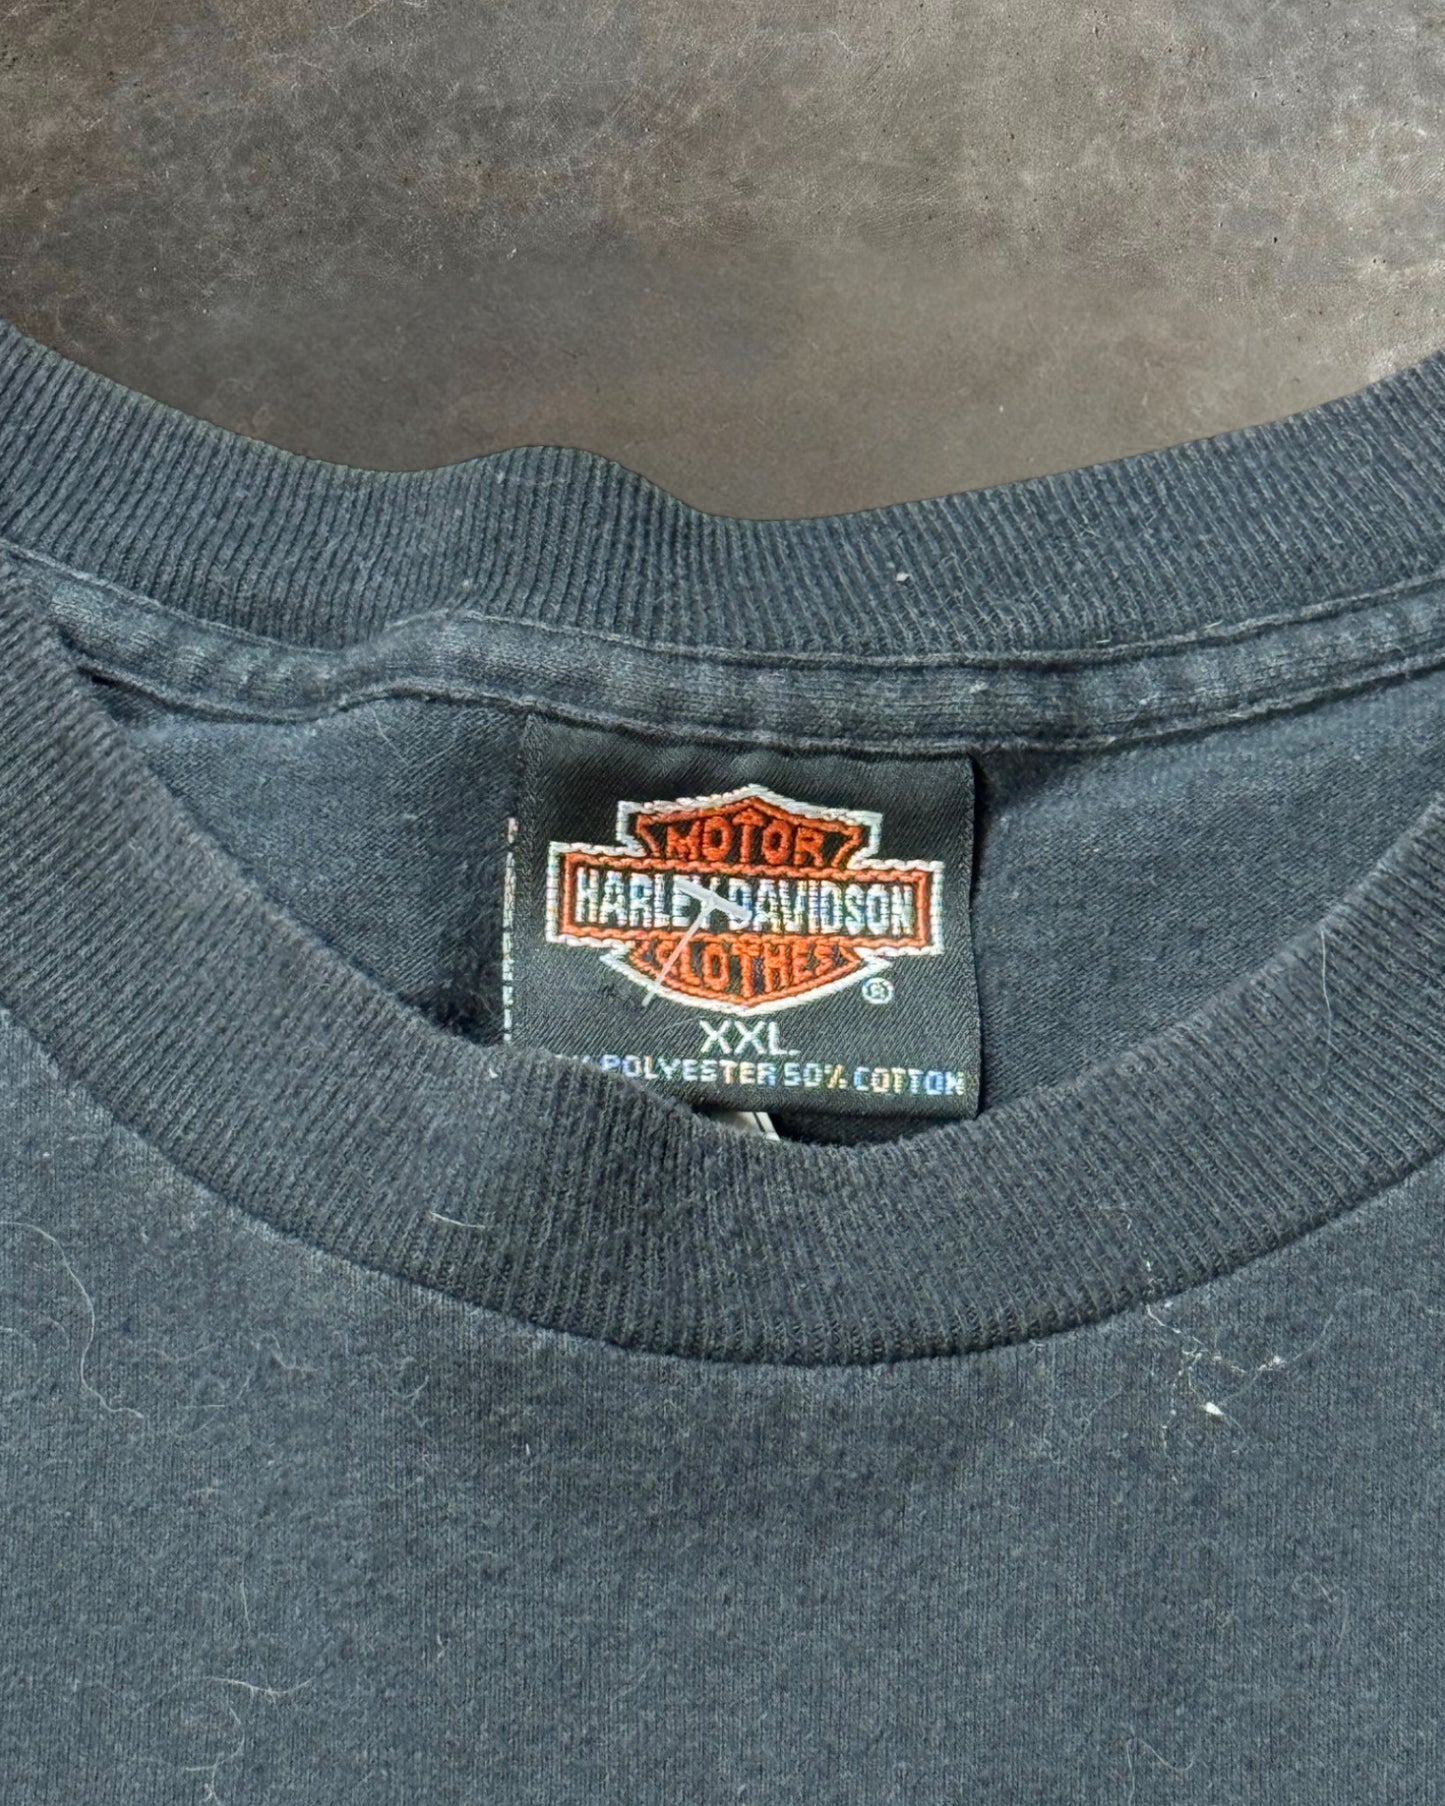 MOTOR
HARLEY-DAVIDSON
CLOTHES
®
XXL
POLYESTER 50% COTTON